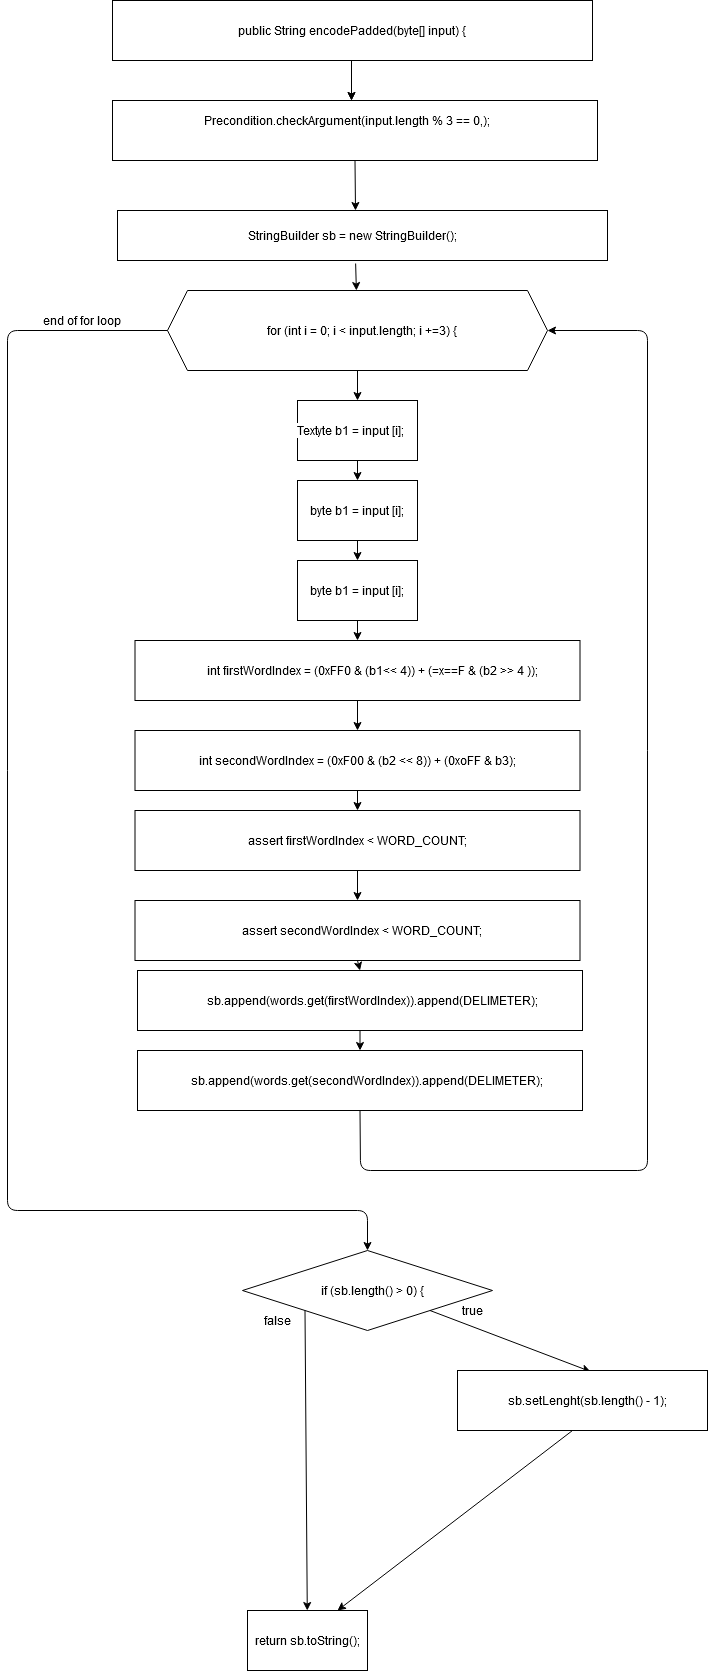 public String encodePadded(byte[] input) {
Precondition.checkArgument(input.length % 3 == 0,);
StringBuilder sb = new StringBuilder();
end of for loop
for (int i = 0; i < input.length; i +=3) {
Textyte b1 = input [i];
byte b1 = input [i];
byte b1 = input [i];
int firstWordIndex = (0xFF0 & (b1<< 4)) + (=x==F & (b2 >> 4 ));
int secondWordIndex = (0xF00 & (b2 << 8)) + (0xoFF & b3);
assert firstWordIndex < WORD_COUNT;
assert secondWordIndex < WORD_COUNT;
sb.append(words.get(firstWordIndex)).append(DELIMETER);
sb.append(words.get(secondWordIndex)).append(DELIMETER);
if (sb.length() > 0) {
false
true
sb.setLenght(sb.length() - 1);
return sb.toString();